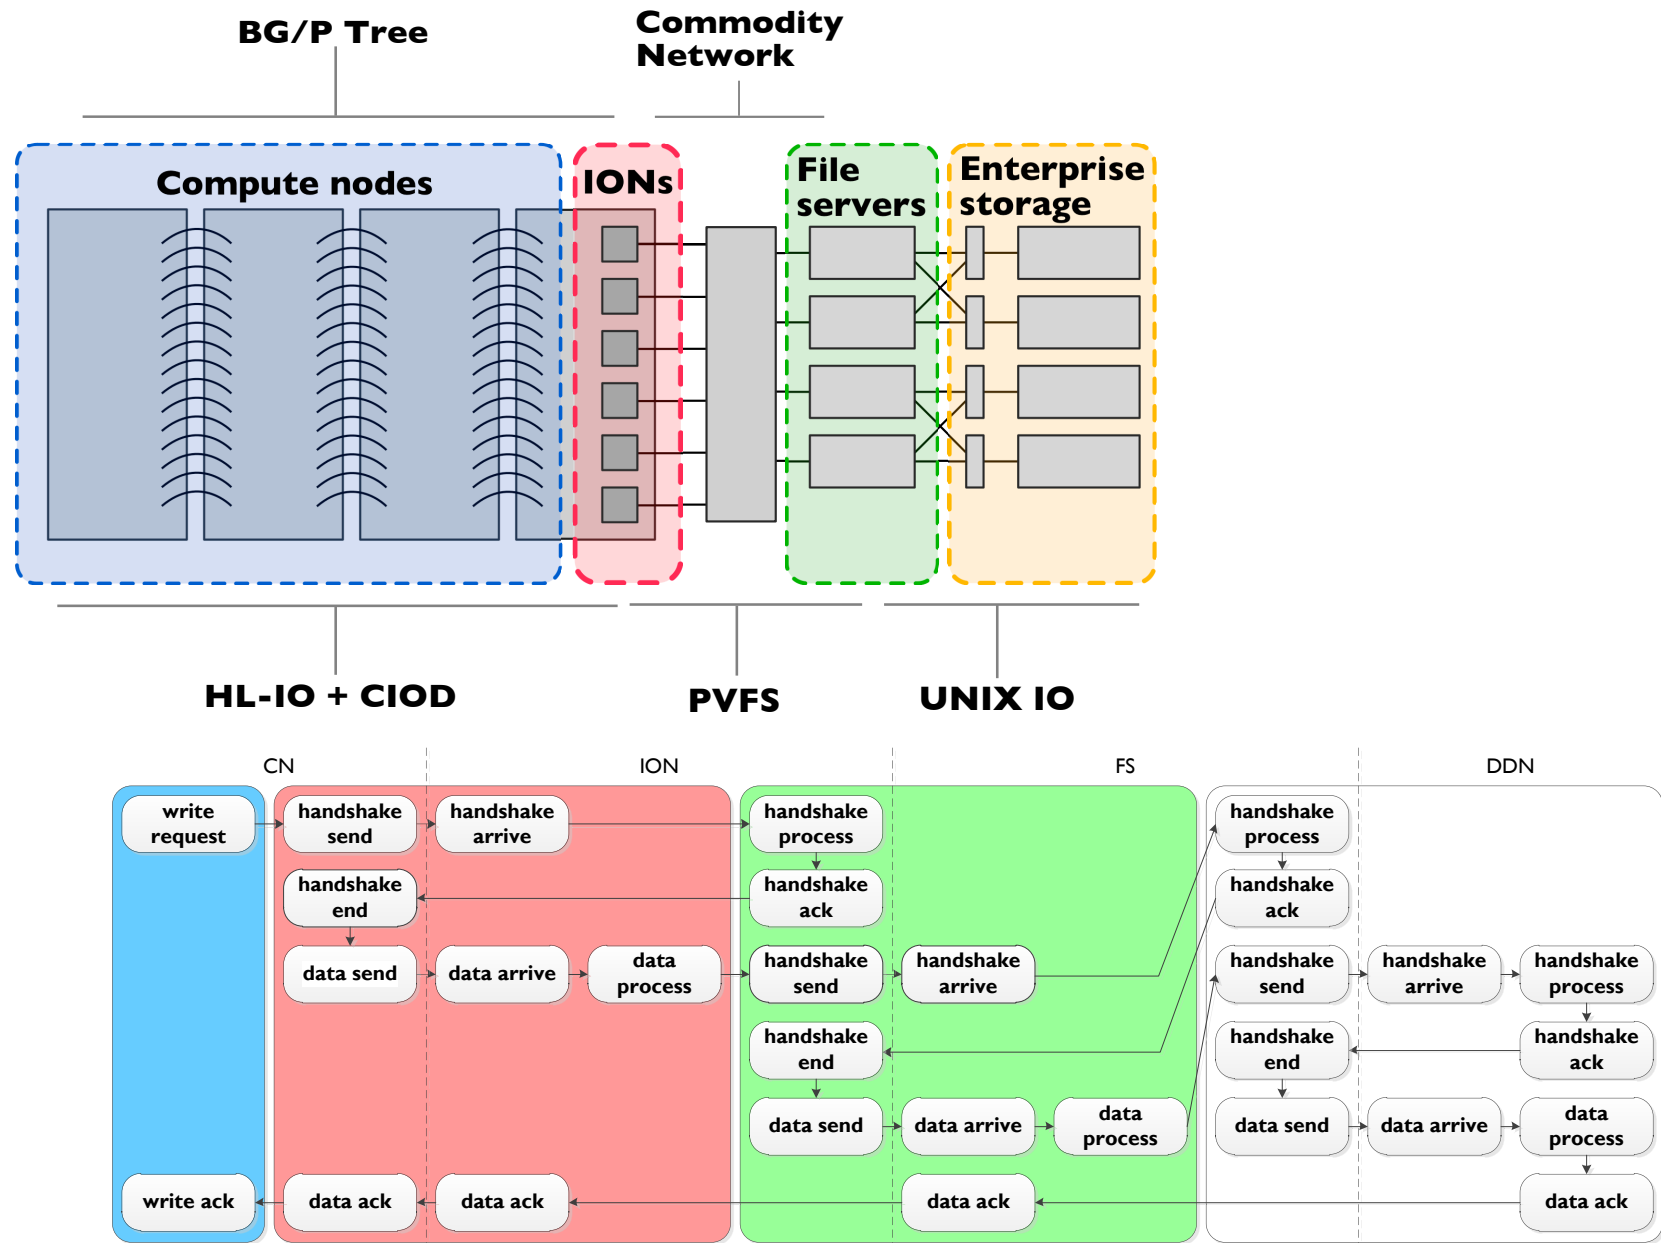 BG/P Tree
Commodity
Network
Compute nodes
IONs
File
servers
Enterprise
storage
HL-IO + CIOD
PVFS
UNIX IO
CN
ION
FS
DDN
write
request
handshake
send
handshake
arrive
handshake
process
handshake
process
handshake
end
handshake
ack
handshake
ack
data send
data arrive
data
process
handshake
send
handshake
arrive
handshake
send
handshake
arrive
handshake
process
handshake
end
handshake
end
handshake
ack
data send
data arrive
data
process
data send
data arrive
data
process
write ack
data ack
data ack
data ack
data ack